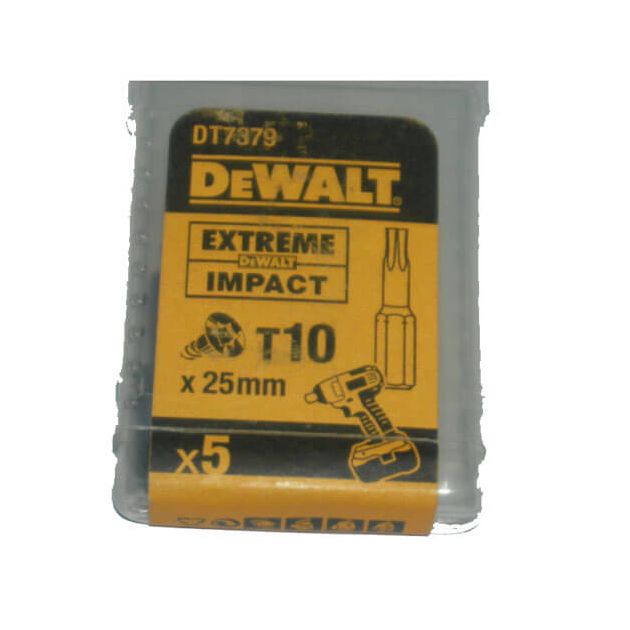 DT7379
DEWALT
EXTREME
DEWALT
IMPACT
T10
x 25mm
x5